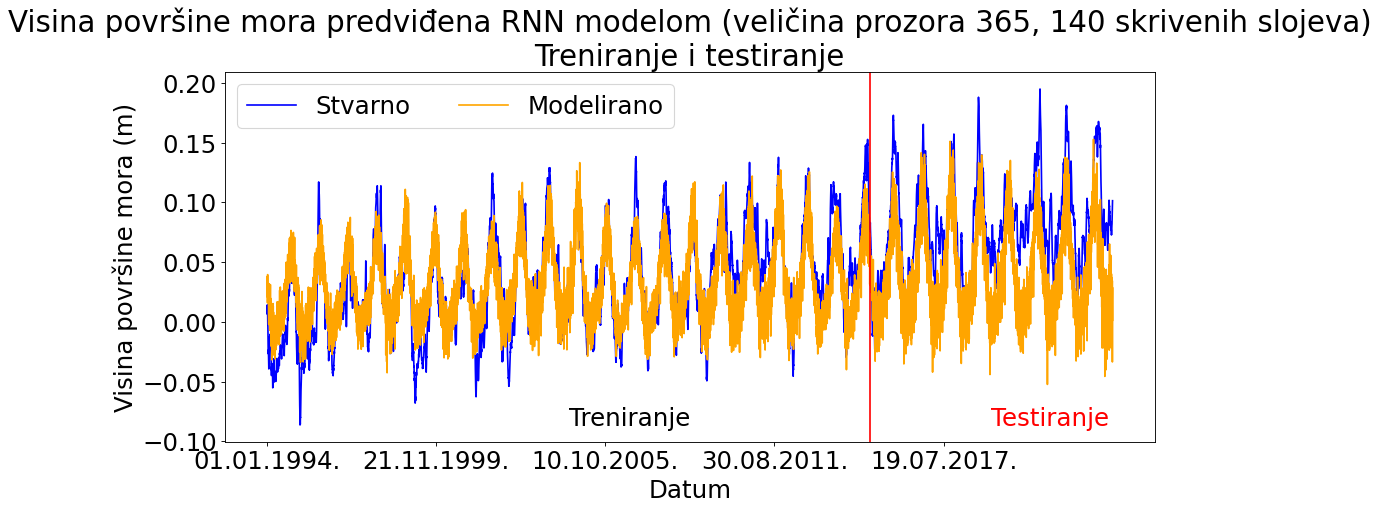 Visina površine mora predviđena RNN modelom (veličina prozora 365, 140 skrivenih slojeva)
Treniranje i testiranje
Stvarno
Modelirano
Visina površine mora (m)
0.20
0.15
0.10
0.05
0.00
−0.05
−0.10
Treniranje
Testiranje
01.01.1994.
21.11.1999.
10.10.2005.
30.08.2011.
19.07.2017.
Datum